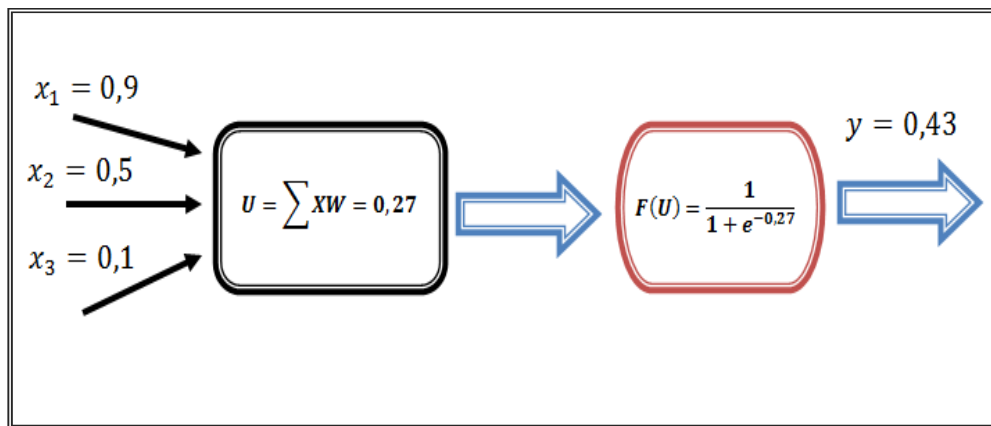 x₁ = 0,9
x₂ = 0,5
x₃ = 0,1
U = ∑ XW = 0,27
F(U) = 1 / (1 + e^{−0,27})
y = 0,43